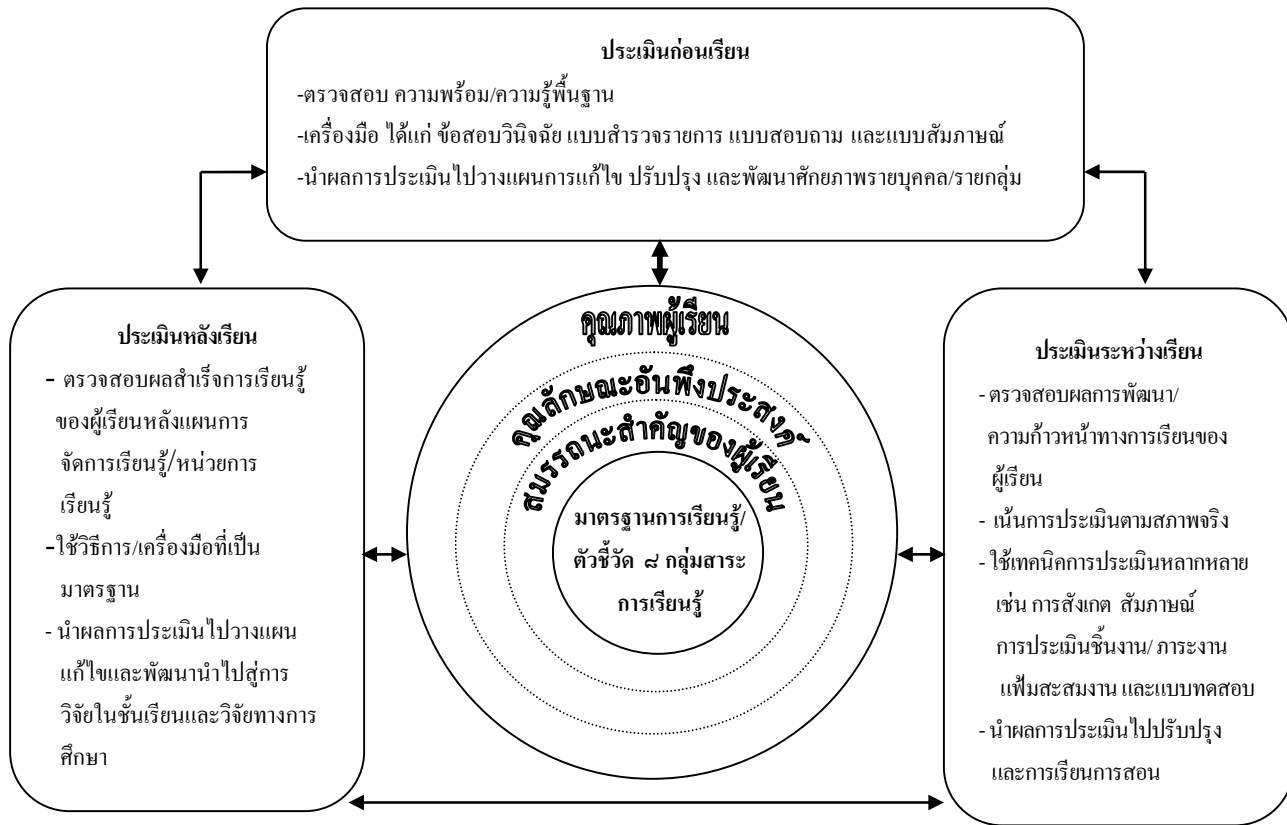 ประเมินก่อนเรียน
-ตรวจสอบ ความพร้อม/ความรู้พื้นฐาน
-เครื่องมือ ได้แก่ ข้อสอบวินิจฉัย แบบสำรวจรายการ แบบสอบถาม และแบบสัมภาษณ์
-นำผลการประเมินไปวางแผนการแก้ไข ปรับปรุง และพัฒนาศักยภาพรายบุคคล/รายกลุ่ม
ประเมินหลังเรียน
- ตรวจสอบผลสำเร็จการเรียนรู้
ของผู้เรียนหลังแผนการ
จัดการเรียนรู้/หน่วยการ
เรียนรู้
-ใช้วิธีการ/เครื่องมือที่เป็น
มาตรฐาน
- นำผลการประเมินไปวางแผน
แก้ไขและพัฒนานำไปสู่การ
วิจัยในชั้นเรียนและวิจัยทางการ
ศึกษา
คุณภาพผู้เรียน
คุณลักษณะอันพึงประสงค์
สมรรถนะสำคัญของผู้เรียน
มาตรฐานการเรียนรู้/
ตัวชี้วัด ๘ กลุ่มสาระ
การเรียนรู้
ประเมินระหว่างเรียน
- ตรวจสอบผลการพัฒนา/
ความก้าวหน้าทางการเรียนของ
ผู้เรียน
- เน้นการประเมินตามสภาพจริง
- ใช้เทคนิคการประเมินหลากหลาย
เช่น การสังเกต สัมภาษณ์
การประเมินชิ้นงาน/ ภาระงาน
แฟ้มสะสมงาน และแบบทดสอบ
- นำผลการประเมินไปปรับปรุง
และการเรียนการสอน